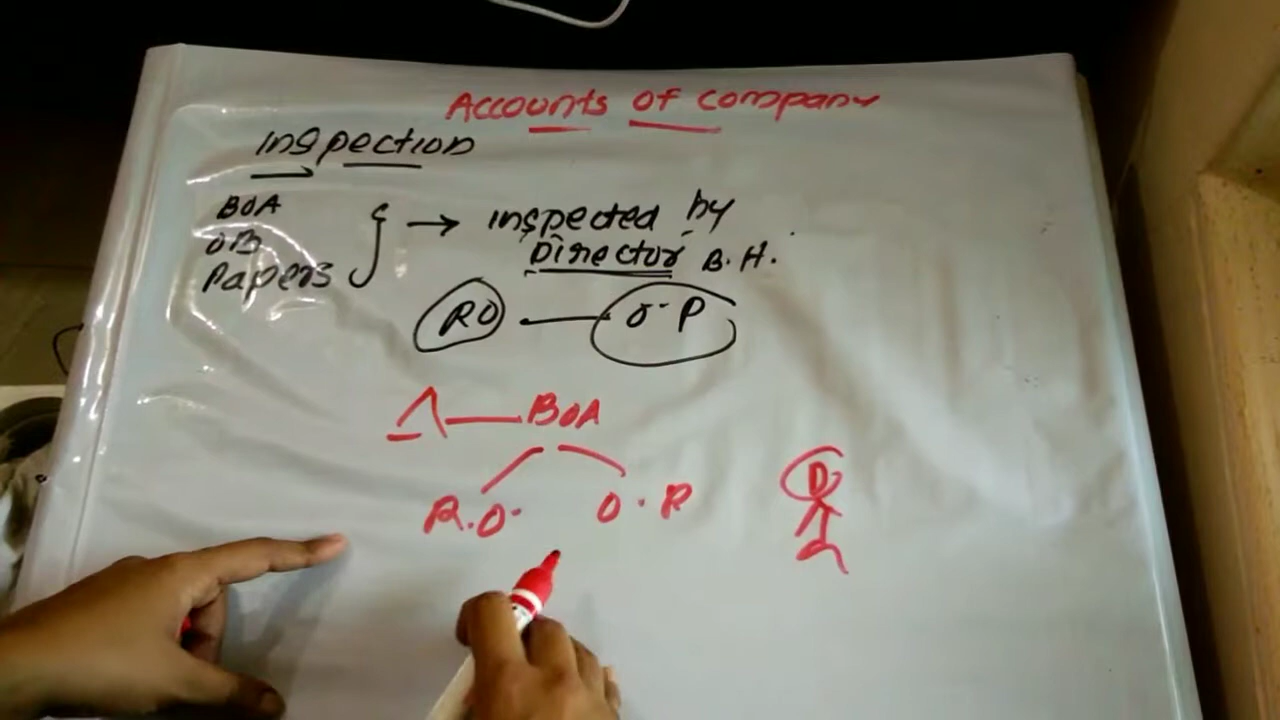 Accounts of company
Inspection
BOA
OB
Papers } → Inspected by
Director B.H.
RO — O·P
BOA
R.O. O.P
D